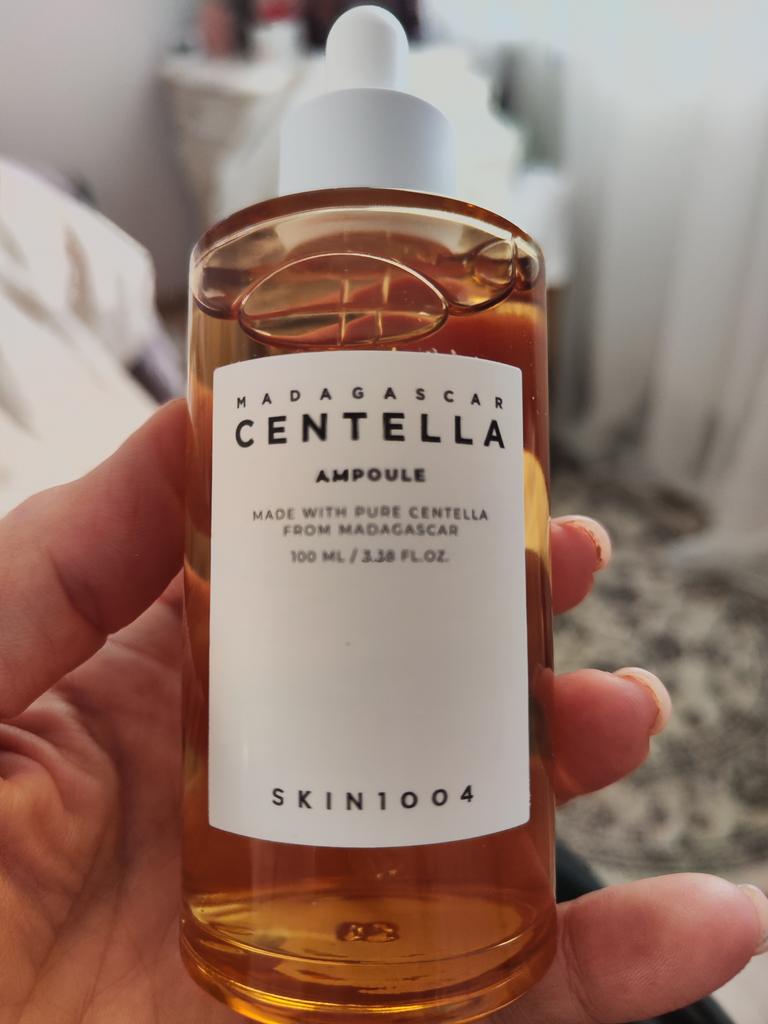 MADAGASCAR
CENTELLA
AMPOULE
MADE WITH PURE CENTELLA
FROM MADAGASCAR
100 ML / 3.38 FL.OZ.
SKIN1004